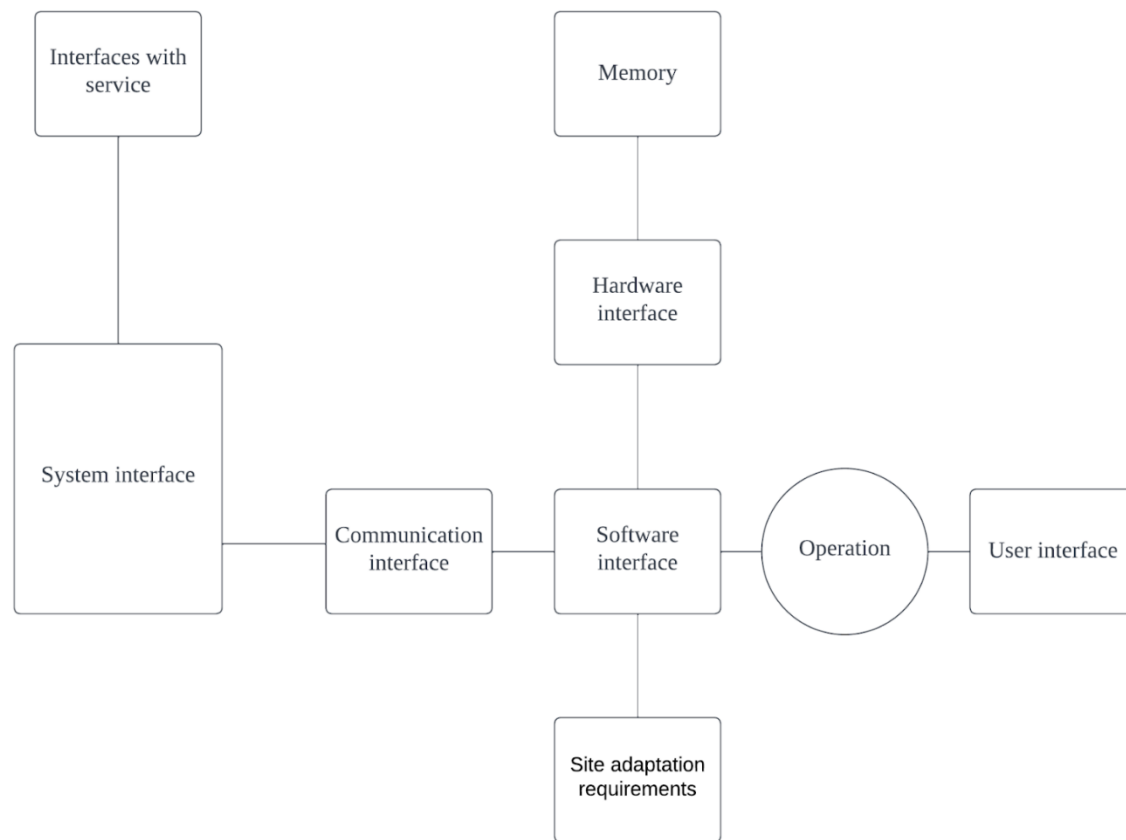 Interfaces with
service
Memory
Hardware
interface
System interface
Communication
interface
Software
interface
Operation
User interface
Site adaptation
requirements